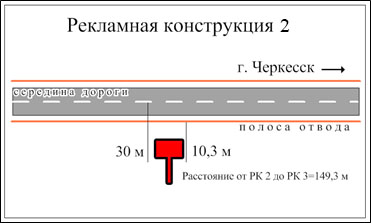 Рекламная конструкция 2
г. Черкесск
середина дороги
полоса отвода
30 м 10,3 м
Расстояние от РК 2 до РК 3=149,3 м